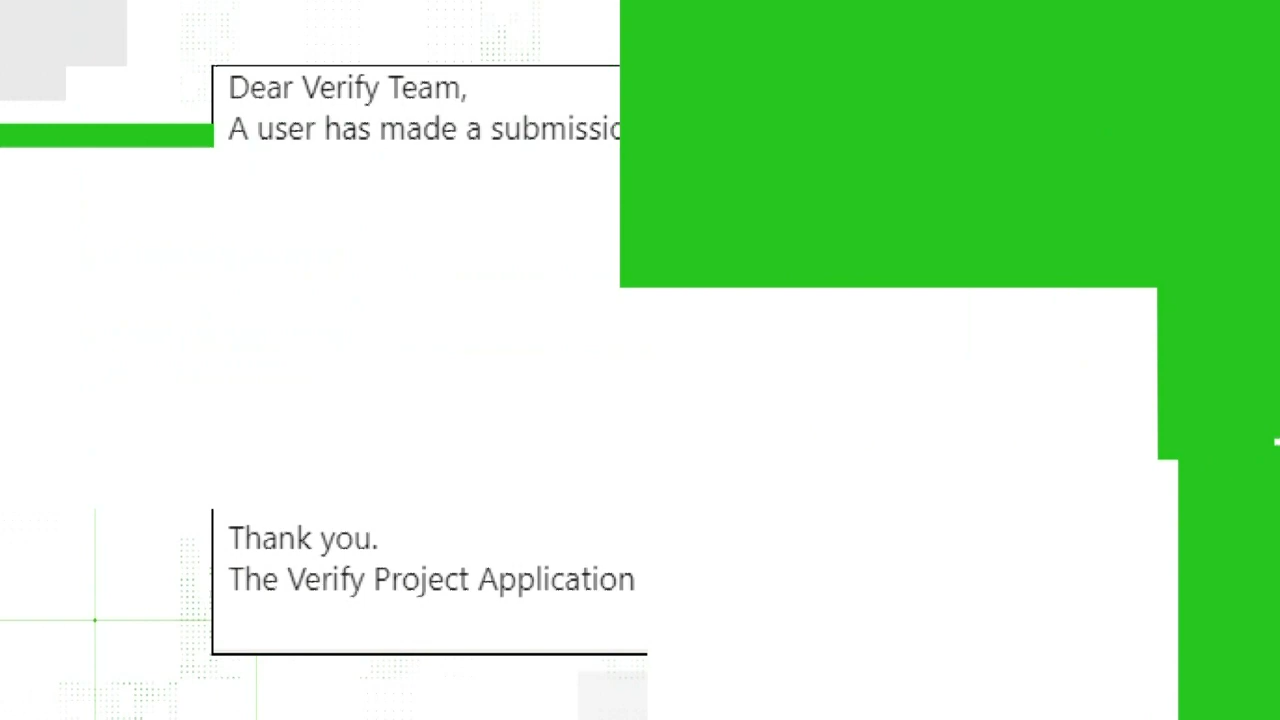 Dear Verify Team,
A user has made a
Thank you.
The Verify Project Application